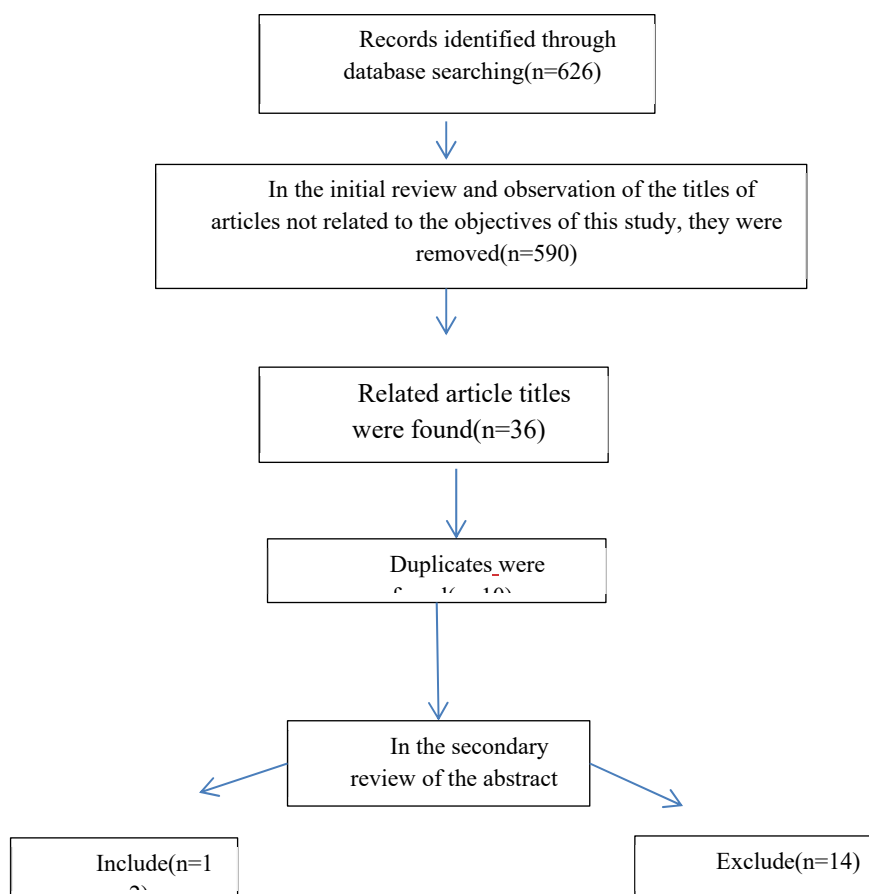 Records identified through
database searching(n=626)
In the initial review and observation of the titles of
articles not related to the objectives of this study, they were
removed(n=590)
Related article titles
were found(n=36)
Duplicates were
In the secondary
review of the abstract
Include(n=1
Exclude(n=14)